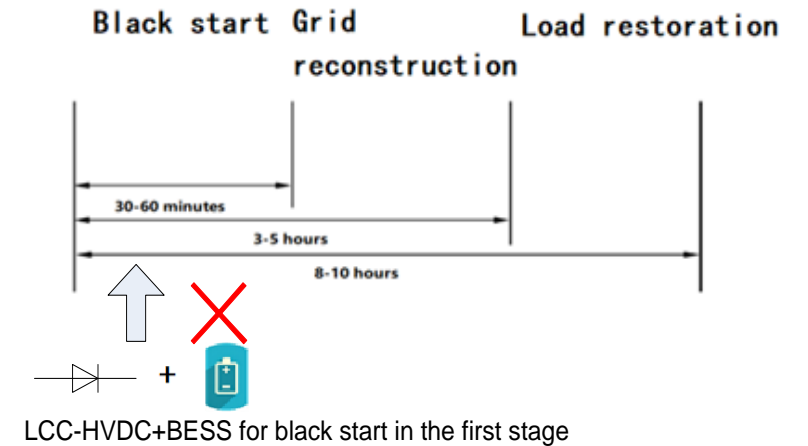 Black start Grid Load restoration
reconstruction
30-60 minutes
3-5 hours
8-10 hours
+
LCC-HVDC+BESS for black start in the first stage